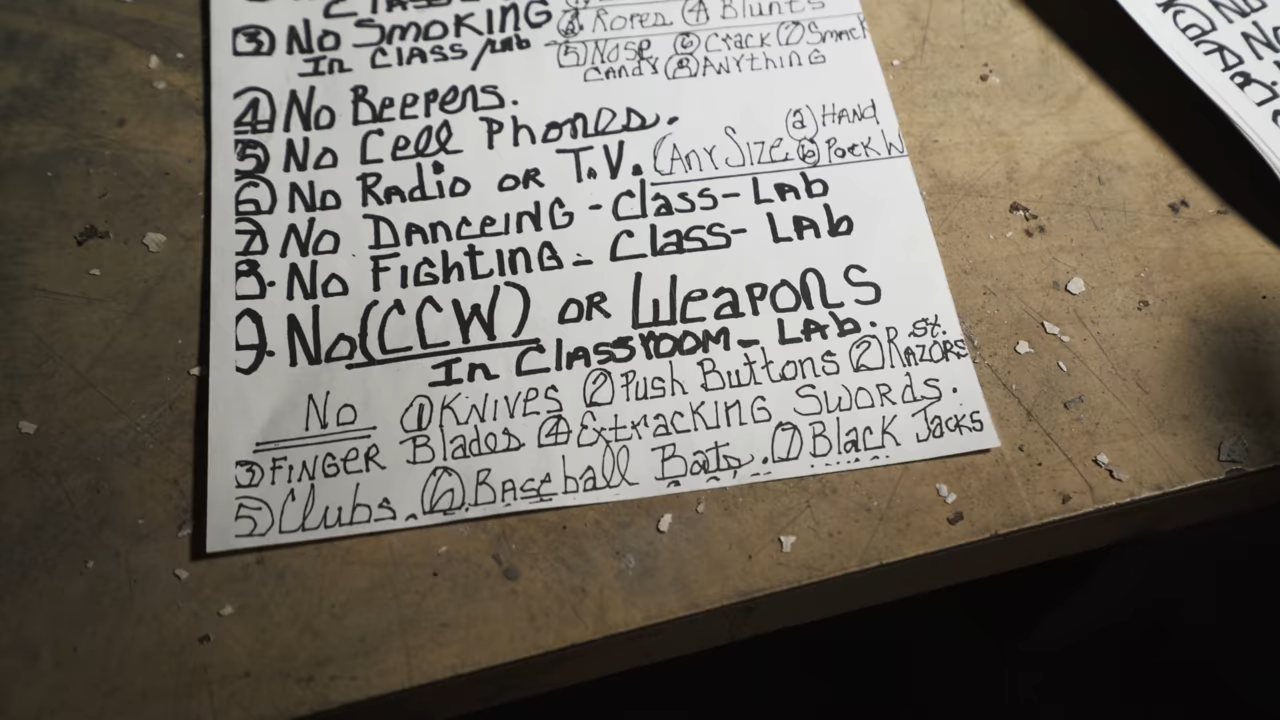 ③ No Smoking ③ Ropes ④ Blunts
In Class/Lab ⑤ Nose ⑥ Crack ⑦ Smack
Candy ⑧ Anything
④ No Beepers.
⑤ No Cell Phones.
⑥ No Radio or T.V. (Any Size. ⓐ Hand
ⓑ Pock
7 No Danceing - Class - Lab
8. No Fighting - Class - Lab
9. No (CCW) or Weapons
In Classroom - Lab.
No ① Knives ② Push Buttons ② R st. Razors
③ Finger Blades ④ Extracking Swords.
5) Clubs. ⑥ Baseball Bats. ⑦ Black Jacks